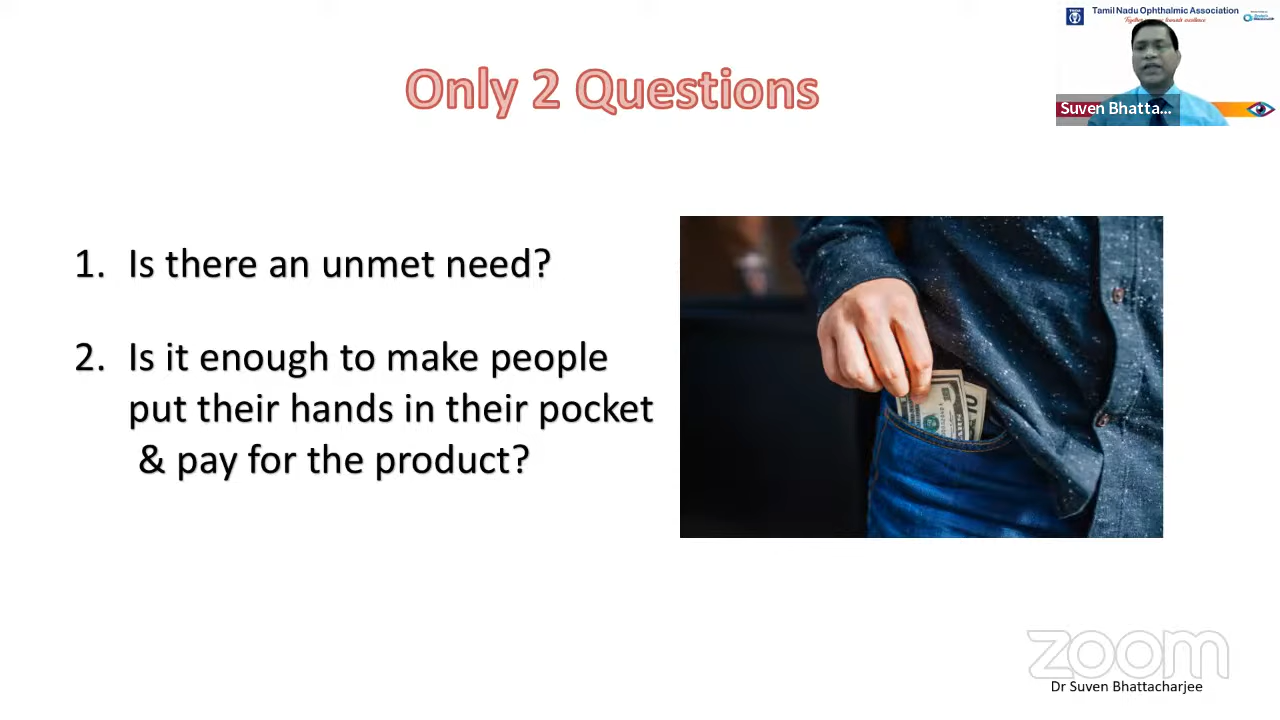 Tamil Nadu Ophthalmic Association
Only 2 Questions
Suven Bhatta...
1. Is there an unmet need?
2. Is it enough to make people
put their hands in their pocket
& pay for the product?
10
zoom
Dr Suven Bhattacharjee